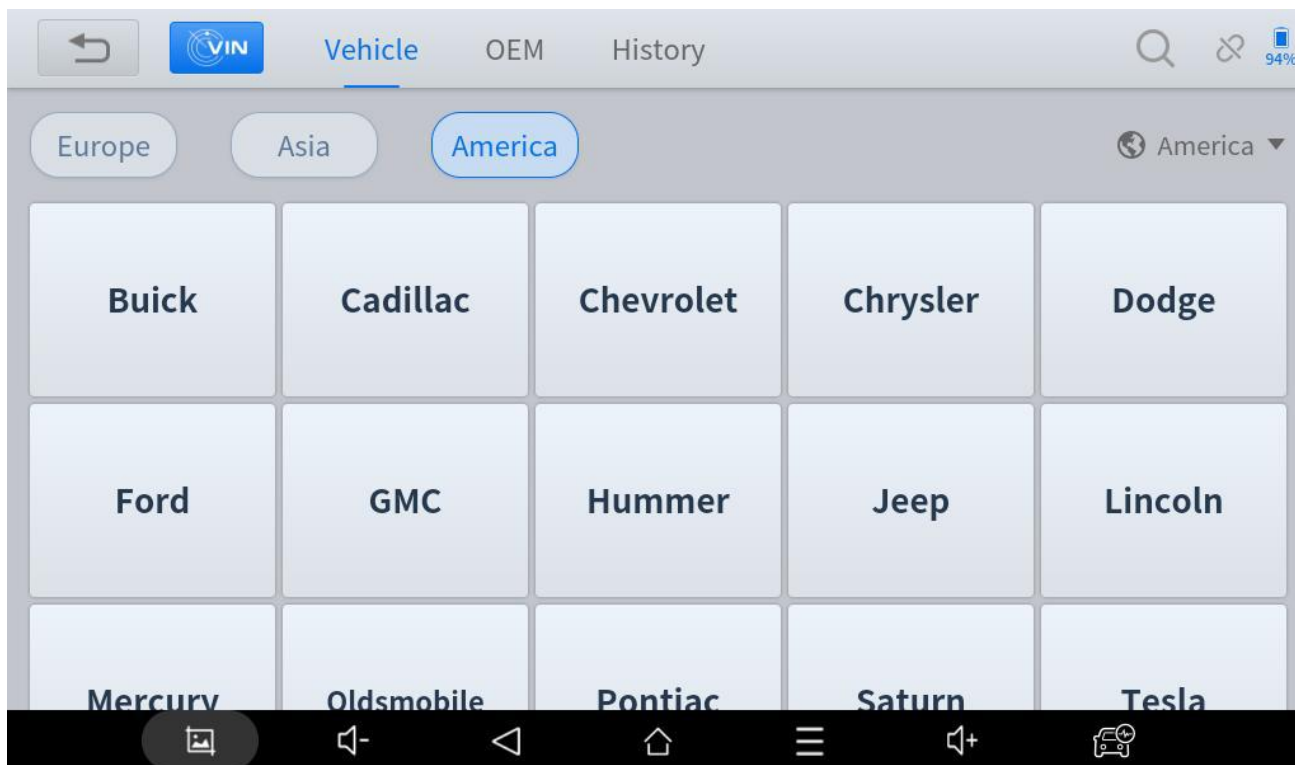 VIN Vehicle OEM History
94%
Europe Asia America America
Buick Cadillac Chevrolet Chrysler Dodge
Ford GMC Hummer Jeep Lincoln
Mercury Oldsmobile Pontiac Saturn Tesla